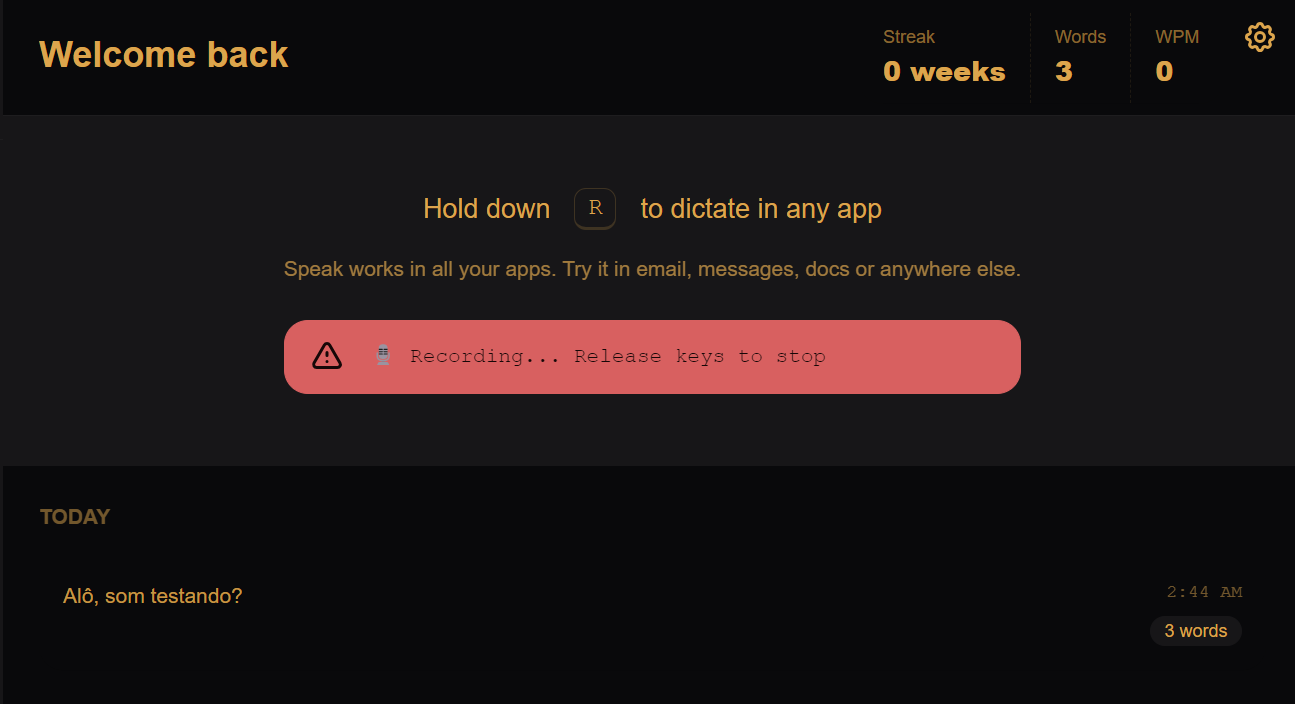 Welcome back
Streak
0 weeks
Words
3
WPM
0
Hold down R to dictate in any app
Speak works in all your apps. Try it in email, messages, docs or anywhere else.
🎙️ Recording... Release keys to stop
TODAY
Alô, som testando?
2:44 AM
3 words